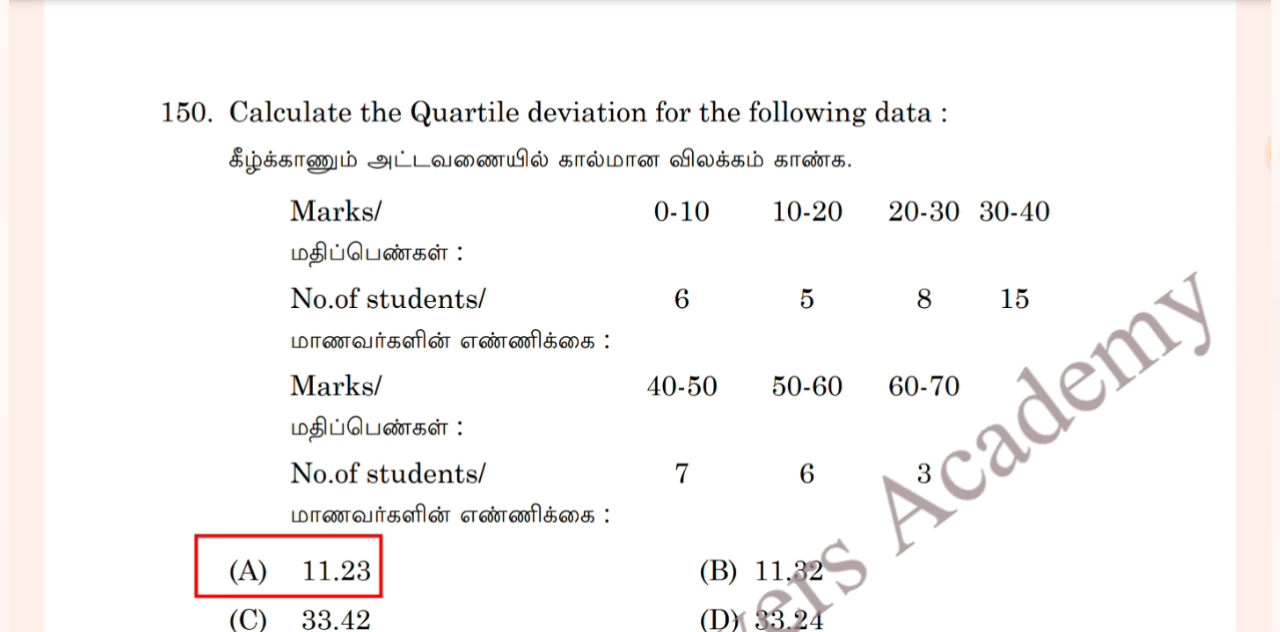 150. Calculate the Quartile deviation for the following data :
கீழ்க்காணும் அட்டவணையில் கால்மான விலக்கம் காண்க.
Marks/ 0-10 10-20 20-30 30-40
மதிப்பெண்கள் :
No.of students/ 6 5 8 15
மாணவர்களின் எண்ணிக்கை :
Marks/ 40-50 50-60 60-70
மதிப்பெண்கள் :
No.of students/ 7 6 3
மாணவர்களின் எண்ணிக்கை :
(A) 11.23 (B) 11.32
(C) 33.42 (D) 33.24
Academy